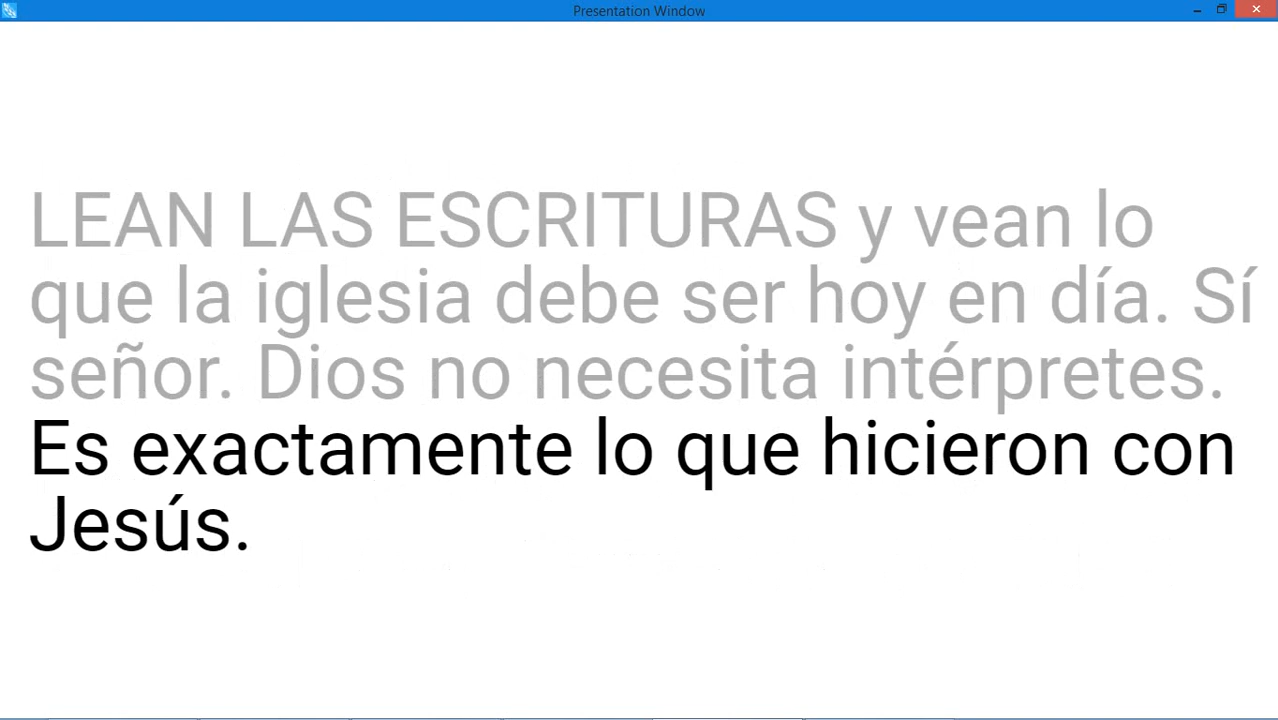 Presentation Window
LEAN LAS ESCRITURAS y vean lo
que la iglesia debe ser hoy en día. Sí
señor. Dios no necesita intérpretes.
Es exactamente lo que hicieron con
Jesús.